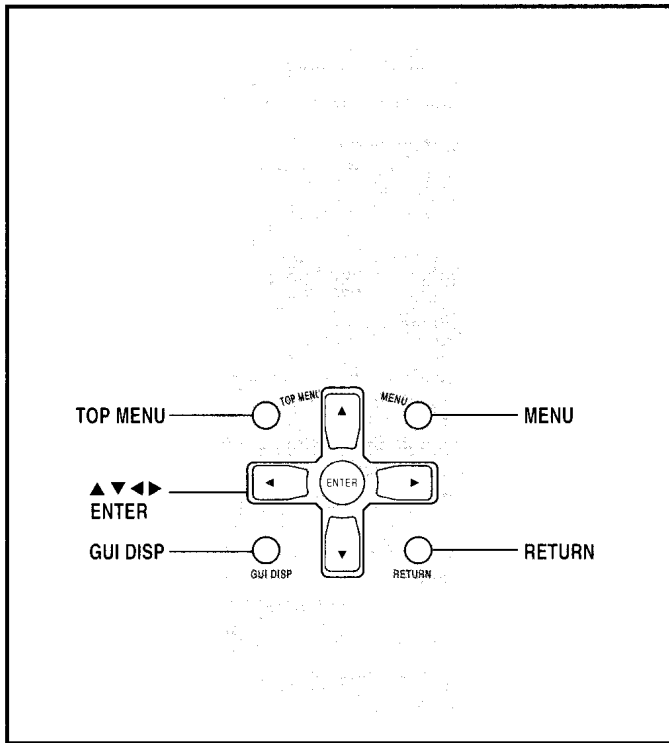 TOP MENU
TOP MENU
MENU
MENU
▲
▲ ▼ ◀ ▶
ENTER
◀
ENTER
▶
▼
GUI DISP
GUI DISP
RETURN
RETURN